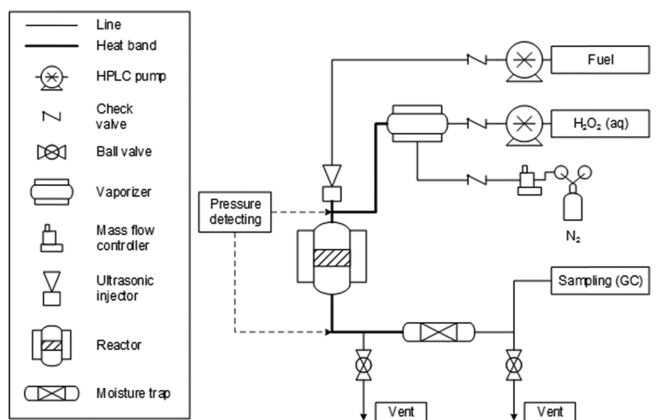 Line
Heat band
HPLC pump
Check
valve
Ball valve
Vaporizer
Mass flow
controller
Ultrasonic
injector
Reactor
Moisture trap
Fuel
H₂O₂ (aq)
N₂
Pressure
detecting
Sampling (GC)
Vent
Vent